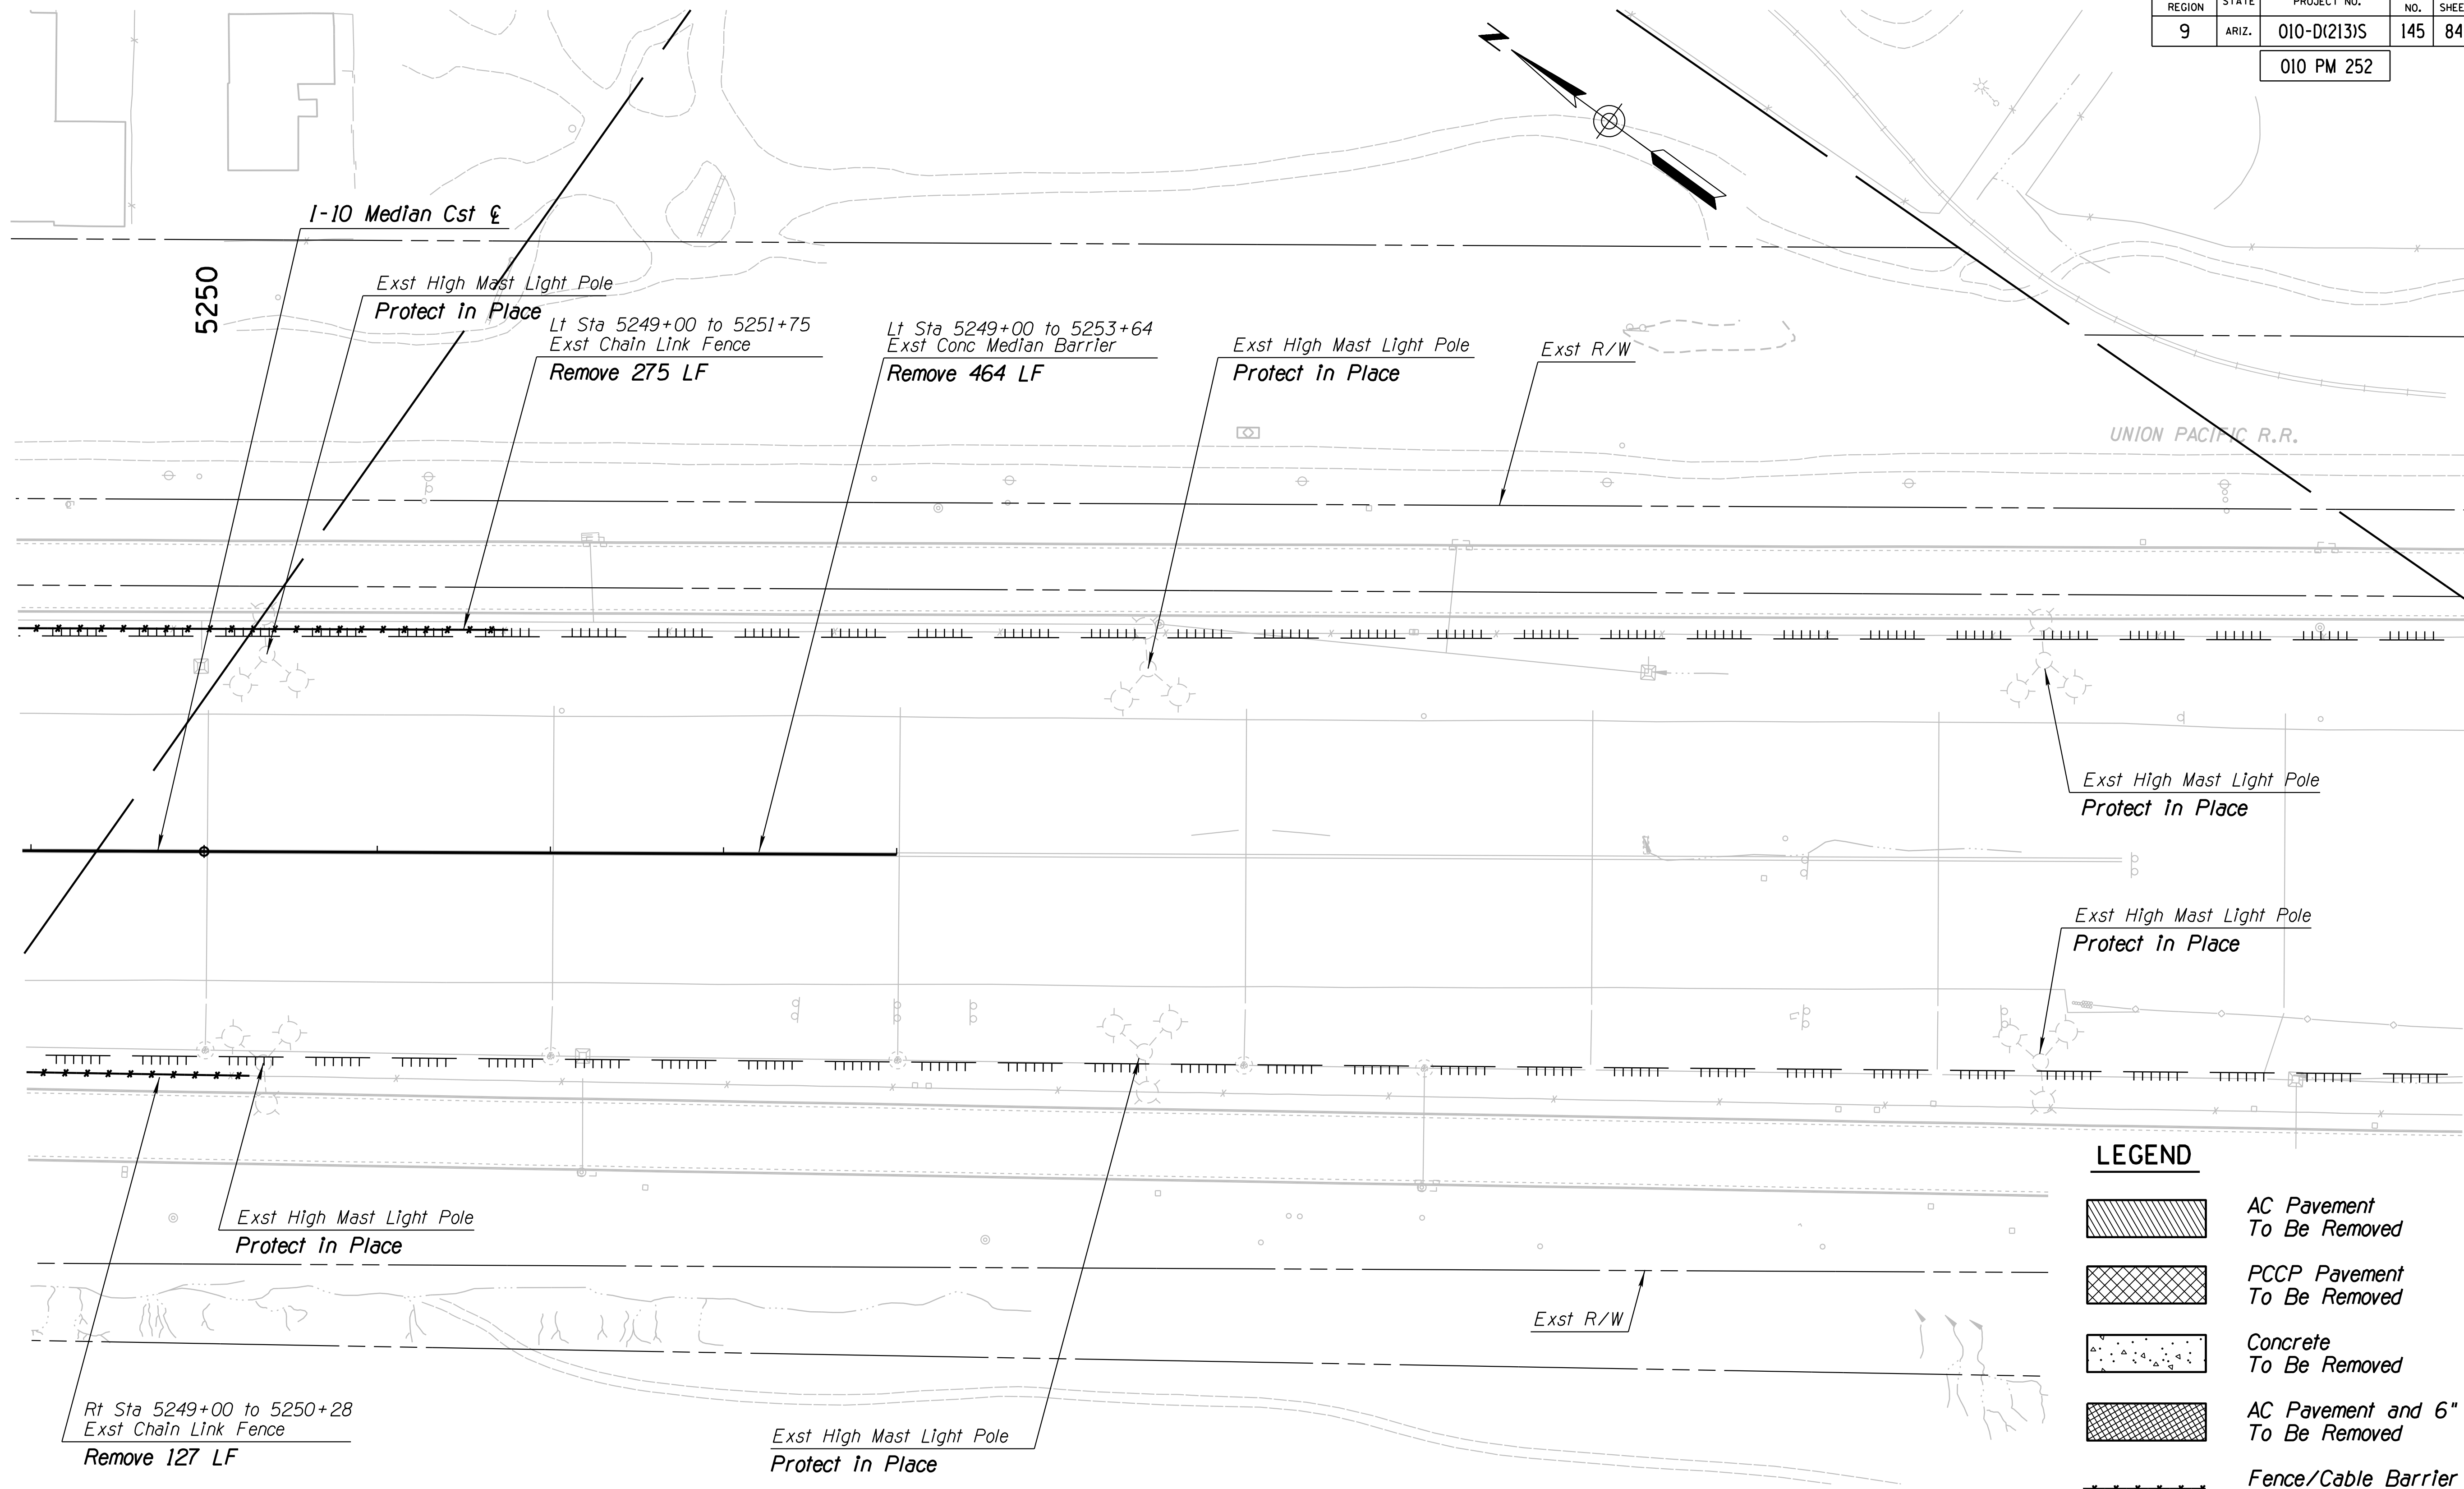 REGION STATE PROJECT NO. NO. SHEE
9 ARIZ. 010-D(213)S 145 84
010 PM 252
N
I-10 Median Cst ℄
5250
Exst High Mast Light Pole
Protect in Place
Lt Sta 5249+00 to 5251+75
Exst Chain Link Fence
Remove 275 LF
Lt Sta 5249+00 to 5253+64
Exst Conc Median Barrier
Remove 464 LF
Exst High Mast Light Pole
Protect in Place
Exst R/W
UNION PACIFIC R.R.
Exst High Mast Light Pole
Protect in Place
Exst High Mast Light Pole
Protect in Place
Exst High Mast Light Pole
Protect in Place
Exst R/W
Rt Sta 5249+00 to 5250+28
Exst Chain Link Fence
Remove 127 LF
Exst High Mast Light Pole
Protect in Place
LEGEND
AC Pavement
To Be Removed
PCCP Pavement
To Be Removed
Concrete
To Be Removed
AC Pavement and 6"
To Be Removed
Fence/Cable Barrier